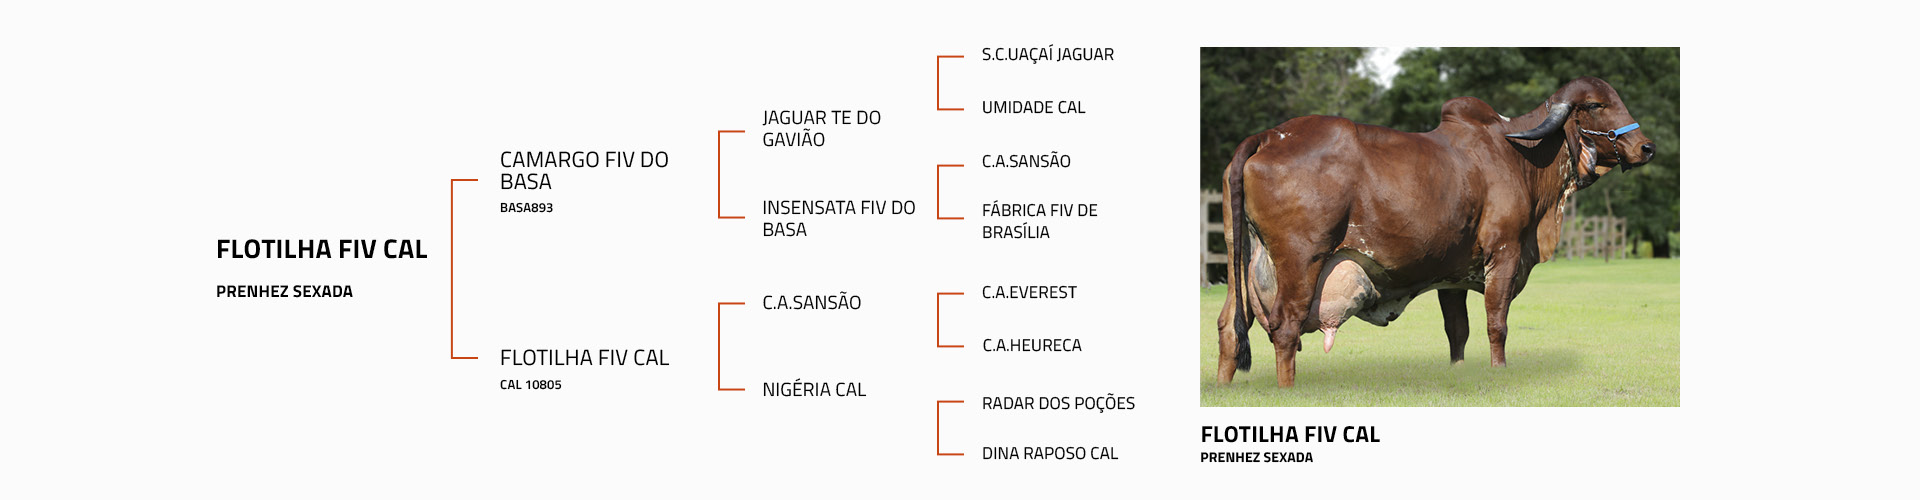 FLOTILHA FIV CAL
PRENHEZ SEXADA
CAMARGO FIV DO
BASA
BASA893
FLOTILHA FIV CAL
CAL 10805
JAGUAR TE DO
GAVIÃO
INSENSATA FIV DO
BASA
C.A.SANSÃO
NIGÉRIA CAL
S.C.UAÇAÍ JAGUAR
UMIDADE CAL
C.A.SANSÃO
FÁBRICA FIV DE
BRASÍLIA
C.A.EVEREST
C.A.HEURECA
RADAR DOS POÇÕES
DINA RAPOSO CAL
FLOTILHA FIV CAL
PRENHEZ SEXADA